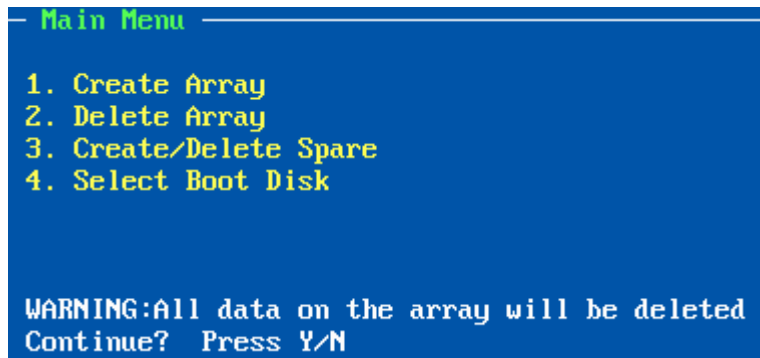 Main Menu
1. Create Array
2. Delete Array
3. Create/Delete Spare
4. Select Boot Disk
WARNING:All data on the array will be deleted
Continue? Press Y/N